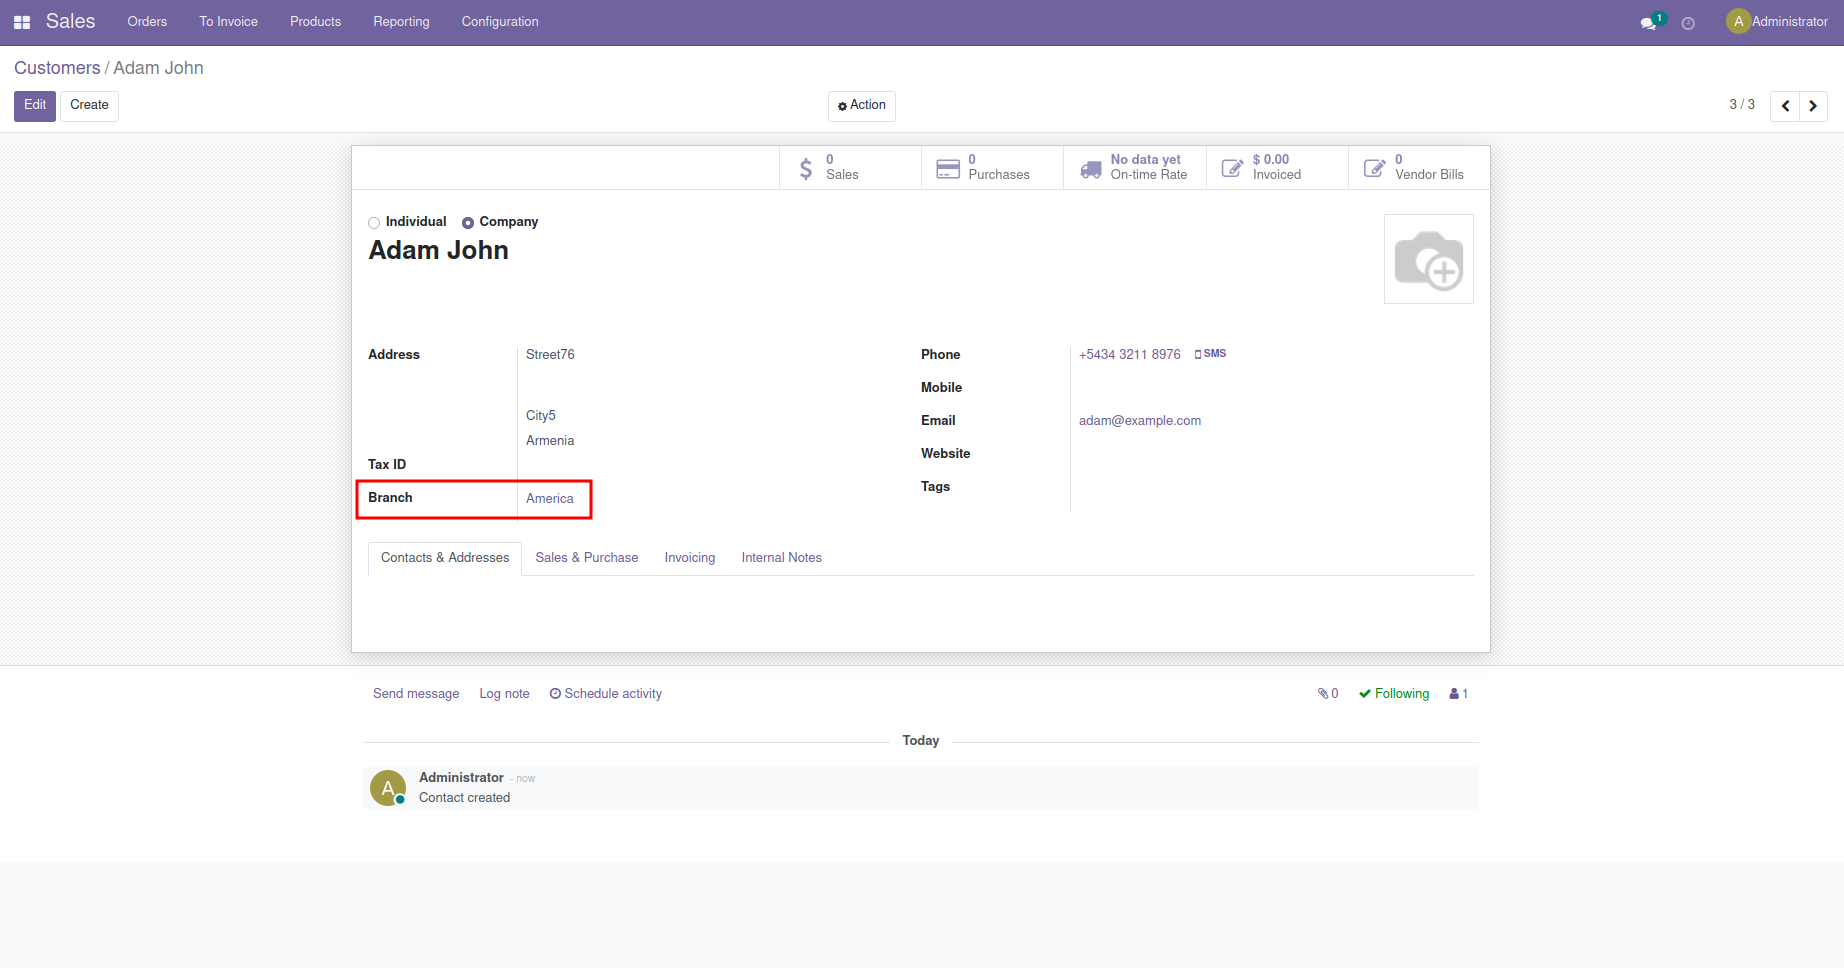 Sales Orders To Invoice Products Reporting Configuration 1 A Administrator
Customers / Adam John
Edit Create Action 3 / 3
0 Sales
0 Purchases
No data yet On-time Rate
$ 0.00 Invoiced
0 Vendor Bills
Individual Company
Adam John
Address Street76
City5
Armenia
Tax ID
Branch America
Phone +5434 3211 8976 SMS
Mobile
Email adam@example.com
Website
Tags
Contacts & Addresses Sales & Purchase Invoicing Internal Notes
Send message Log note Schedule activity 0 Following 1
Today
A Administrator - now
Contact created